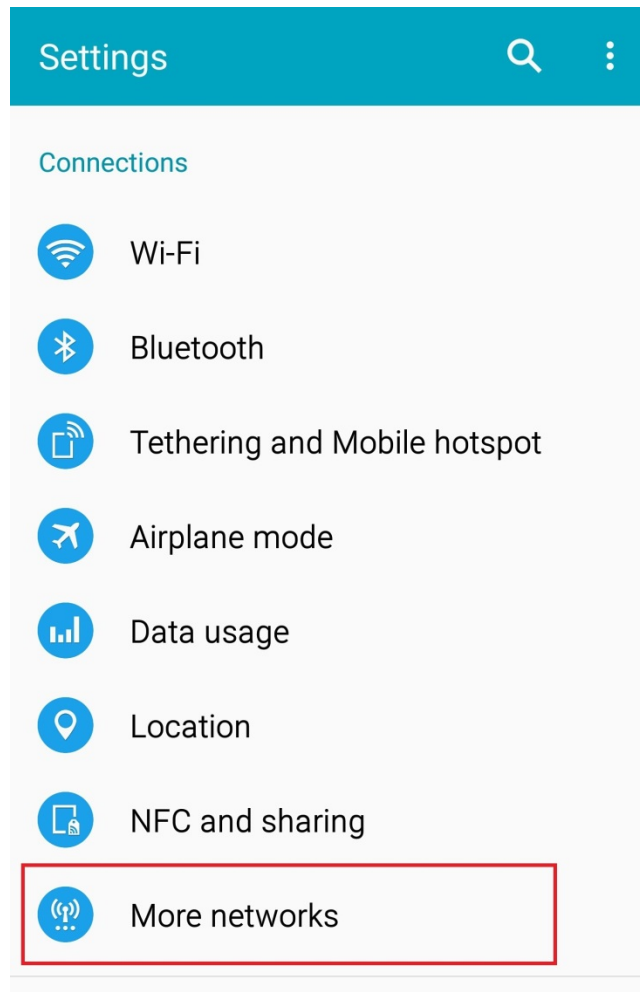 Settings
Connections
Wi-Fi
Bluetooth
Tethering and Mobile hotspot
Airplane mode
Data usage
Location
NFC and sharing
More networks